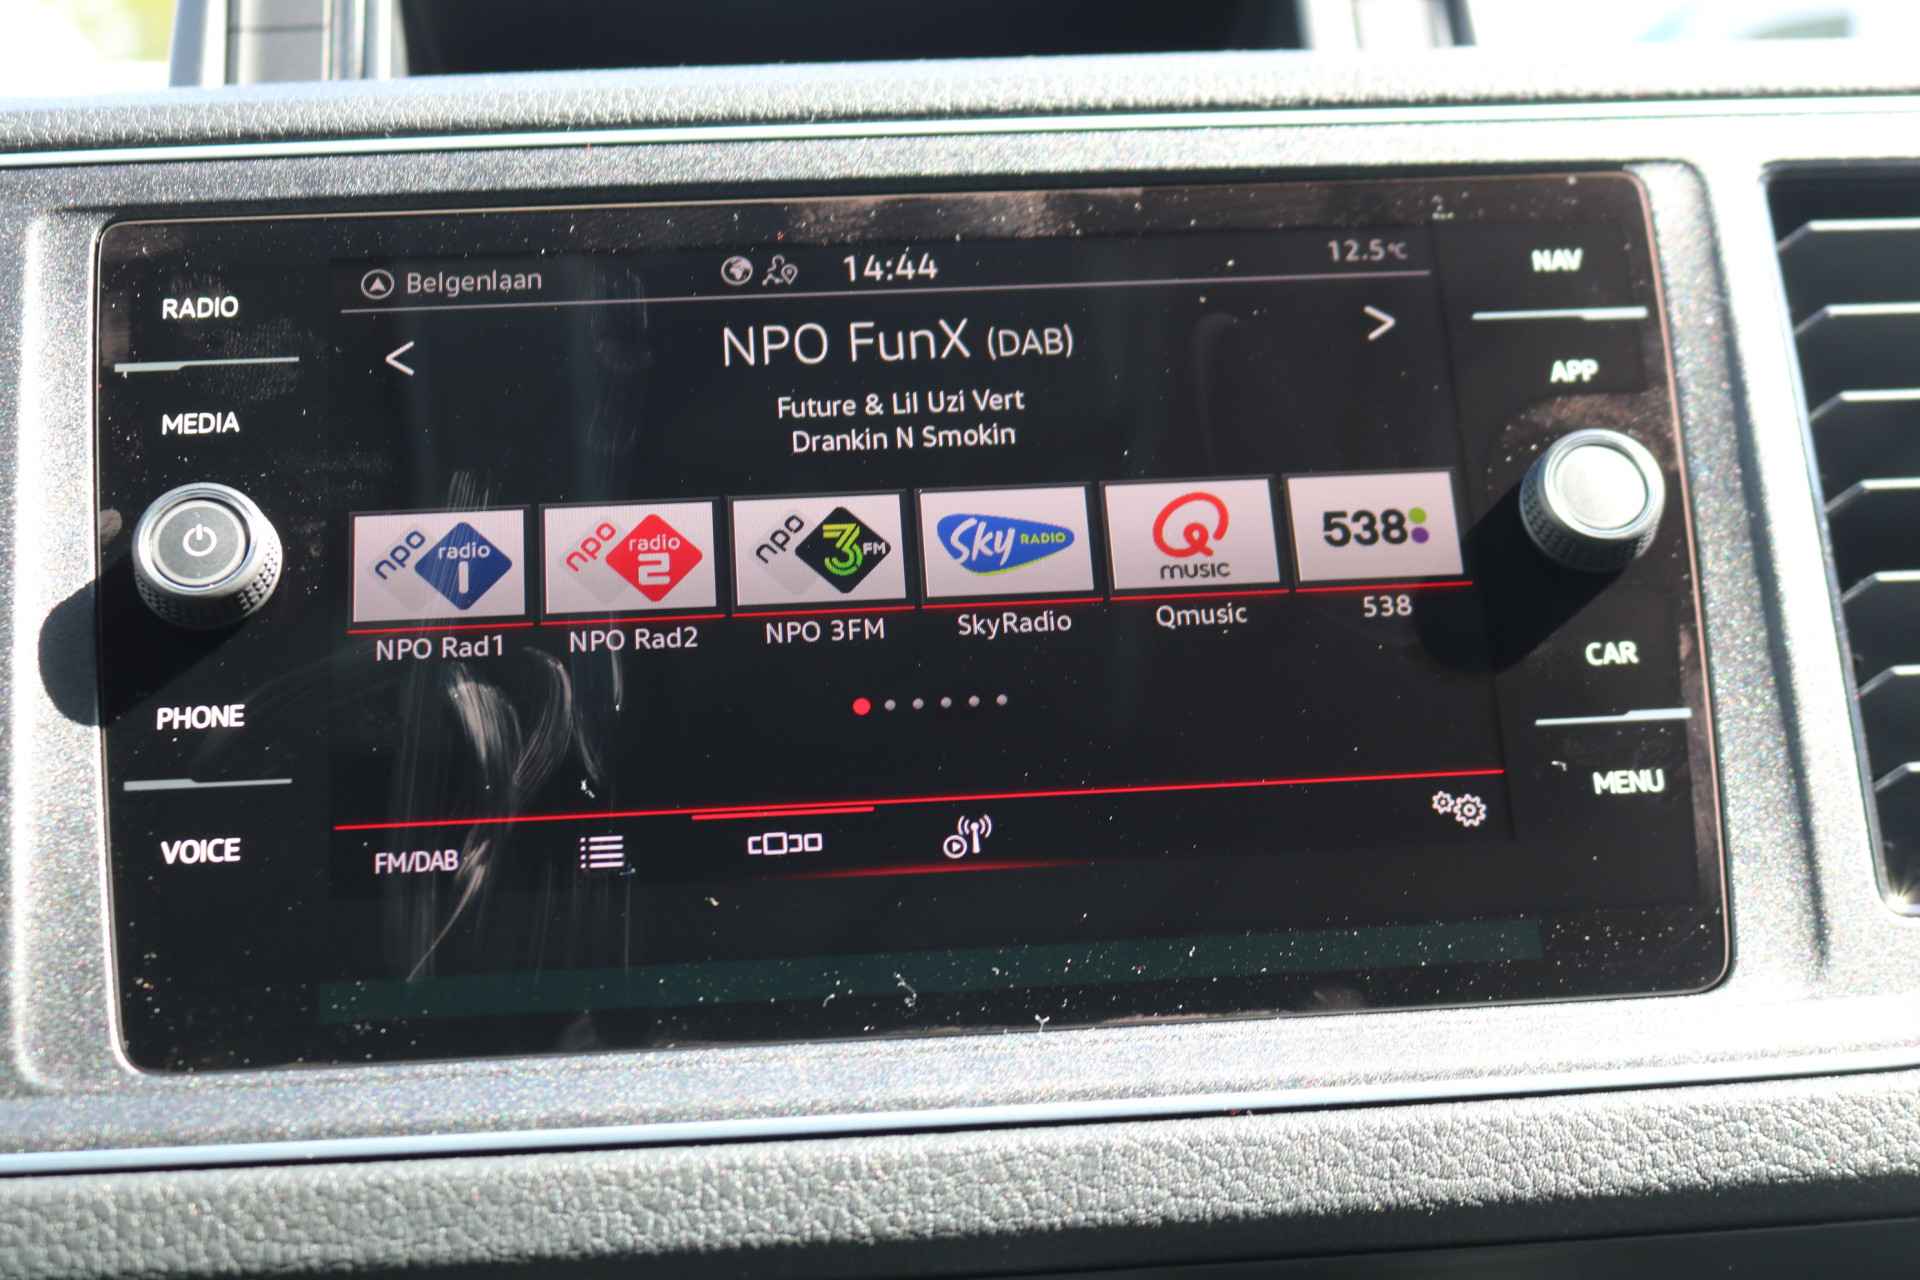 Belgenlaan 14:44 12.5°C
NPO FunX (DAB)
Future & Lil Uzi Vert
Drankin N Smokin
RADIO
MEDIA
PHONE
VOICE
npo radio 1
npo radio 2
npo 3 FM
Sky RADIO
Q music
538
NPO Rad1 NPO Rad2 NPO 3FM SkyRadio Qmusic 538
FM/DAB
NAV
APP
CAR
MENU